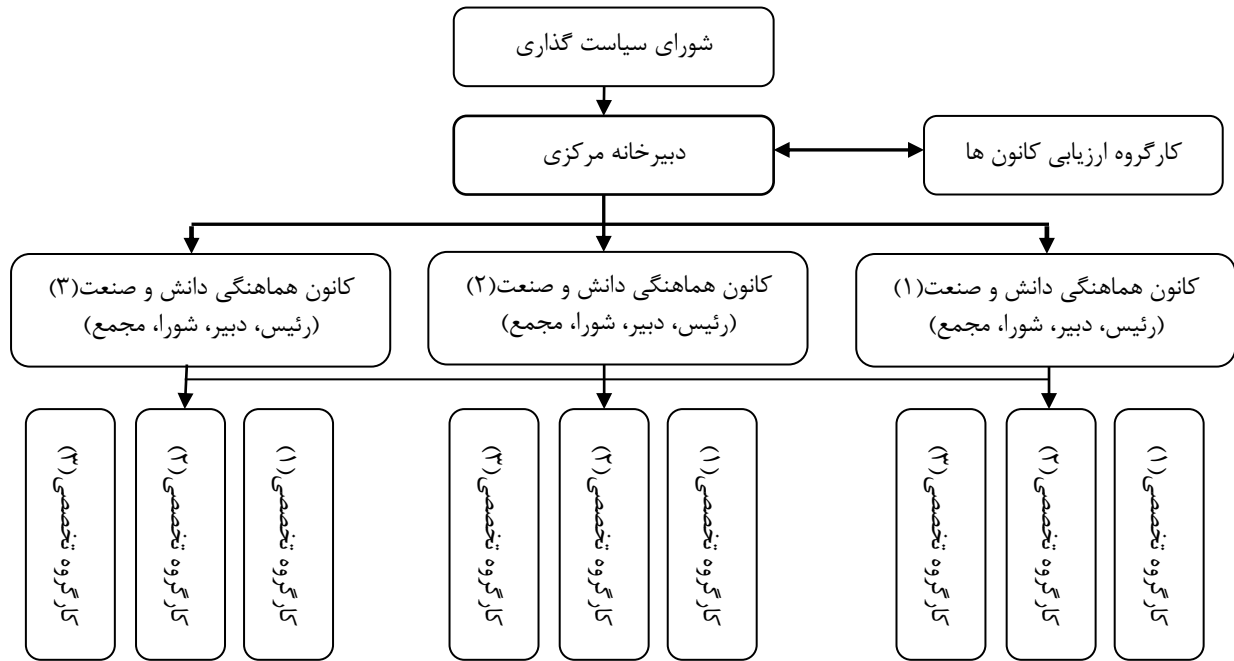 شورای سیاست گذاری
دبیرخانه مرکزی
کارگروه ارزیابی کانون ها
کانون هماهنگی دانش و صنعت(۱)
(رئیس، دبیر، شورا، مجمع)
کانون هماهنگی دانش و صنعت(۲)
(رئیس، دبیر، شورا، مجمع)
کانون هماهنگی دانش و صنعت(۳)
(رئیس، دبیر، شورا، مجمع)
کارگروه تخصصی(۱)
کارگروه تخصصی(۲)
کارگروه تخصصی(۳)
کارگروه تخصصی(۱)
کارگروه تخصصی(۲)
کارگروه تخصصی(۳)
کارگروه تخصصی(۱)
کارگروه تخصصی(۲)
کارگروه تخصصی(۳)